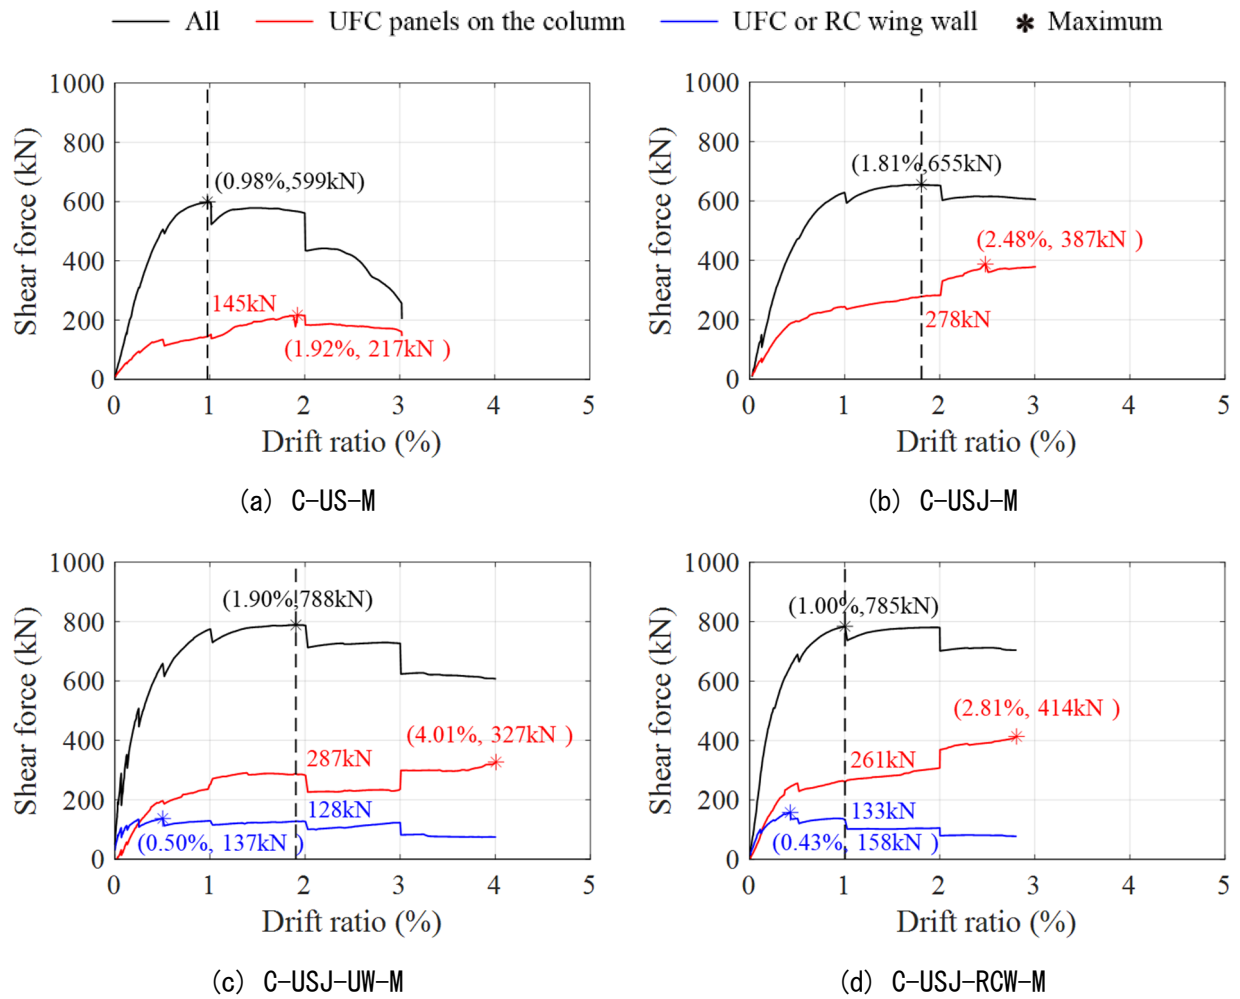 All UFC panels on the column UFC or RC wing wall * Maximum
1000
800
600
400
200
0
Shear force (kN)
(0.98%,599kN)
145kN
(1.92%, 217kN )
0 1 2 3 4 5
Drift ratio (%)
(a) C-US-M
1000
800
600
400
200
0
Shear force (kN)
(1.81%,655kN)
(2.48%, 387kN )
278kN
0 1 2 3 4 5
Drift ratio (%)
(b) C-USJ-M
1000
800
600
400
200
0
Shear force (kN)
(1.90%,788kN)
(4.01%, 327kN )
287kN
128kN
(0.50%, 137kN )
0 1 2 3 4 5
Drift ratio (%)
(c) C-USJ-UW-M
1000
800
600
400
200
0
Shear force (kN)
(1.00%,785kN)
(2.81%, 414kN )
261kN
133kN
(0.43%, 158kN )
0 1 2 3 4 5
Drift ratio (%)
(d) C-USJ-RCW-M